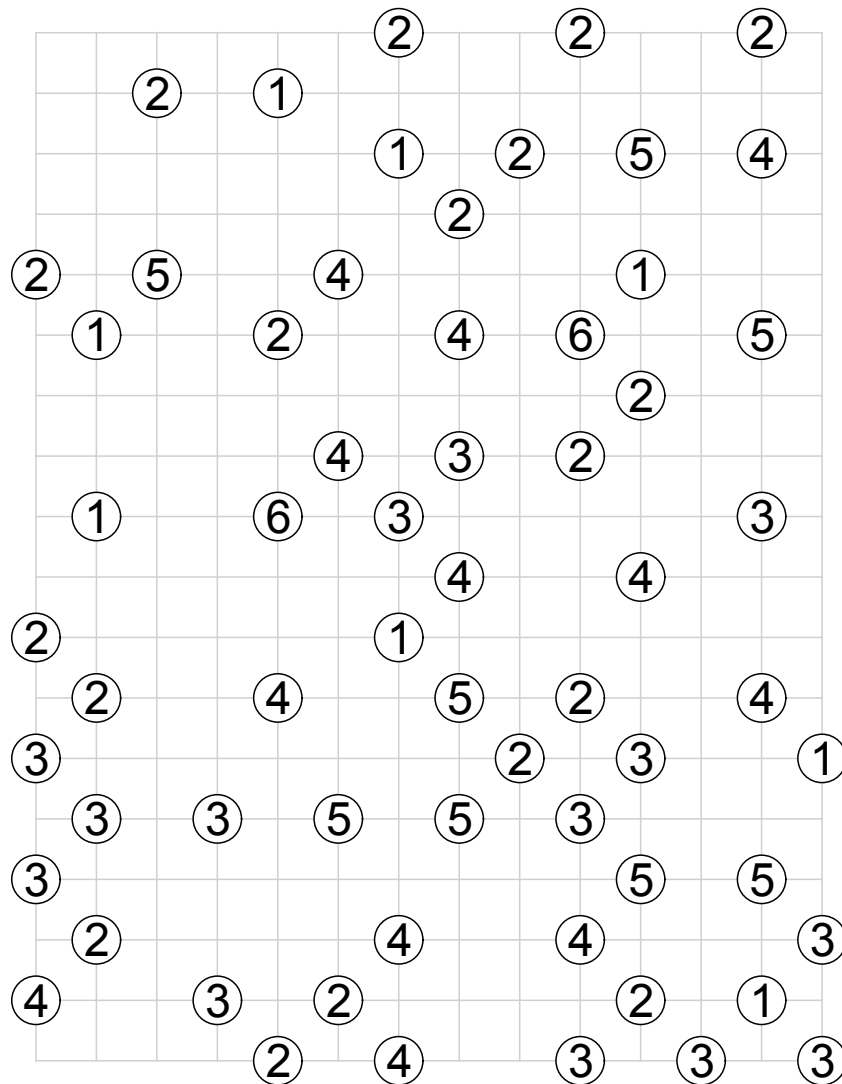 2 2 2
2 1
1 2 5 4
2
2 5 4 1
1 2 4 6 5
2
4 3 2
1 6 3 3
4 4
2 1
2 4 5 2 4
3 2 3 1
3 3 5 5 3
3 5 5
2 4 4 3
4 3 2 2 1
2 4 3 3 3